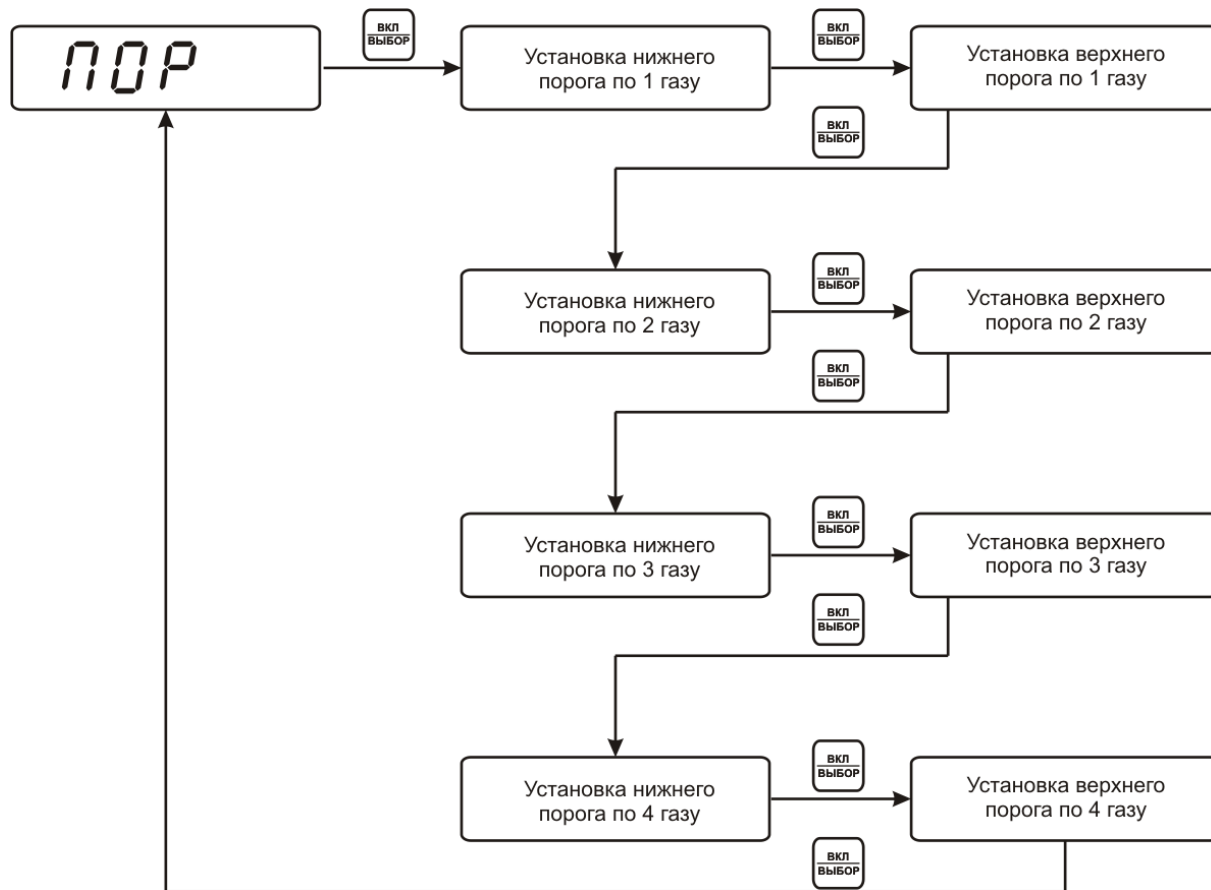 ПОР
ВКЛ
ВЫБОР
Установка нижнего
порога по 1 газу
ВКЛ
ВЫБОР
Установка верхнего
порога по 1 газу
ВКЛ
ВЫБОР
Установка нижнего
порога по 2 газу
ВКЛ
ВЫБОР
Установка верхнего
порога по 2 газу
ВКЛ
ВЫБОР
Установка нижнего
порога по 3 газу
ВКЛ
ВЫБОР
Установка верхнего
порога по 3 газу
ВКЛ
ВЫБОР
Установка нижнего
порога по 4 газу
ВКЛ
ВЫБОР
Установка верхнего
порога по 4 газу
ВКЛ
ВЫБОР